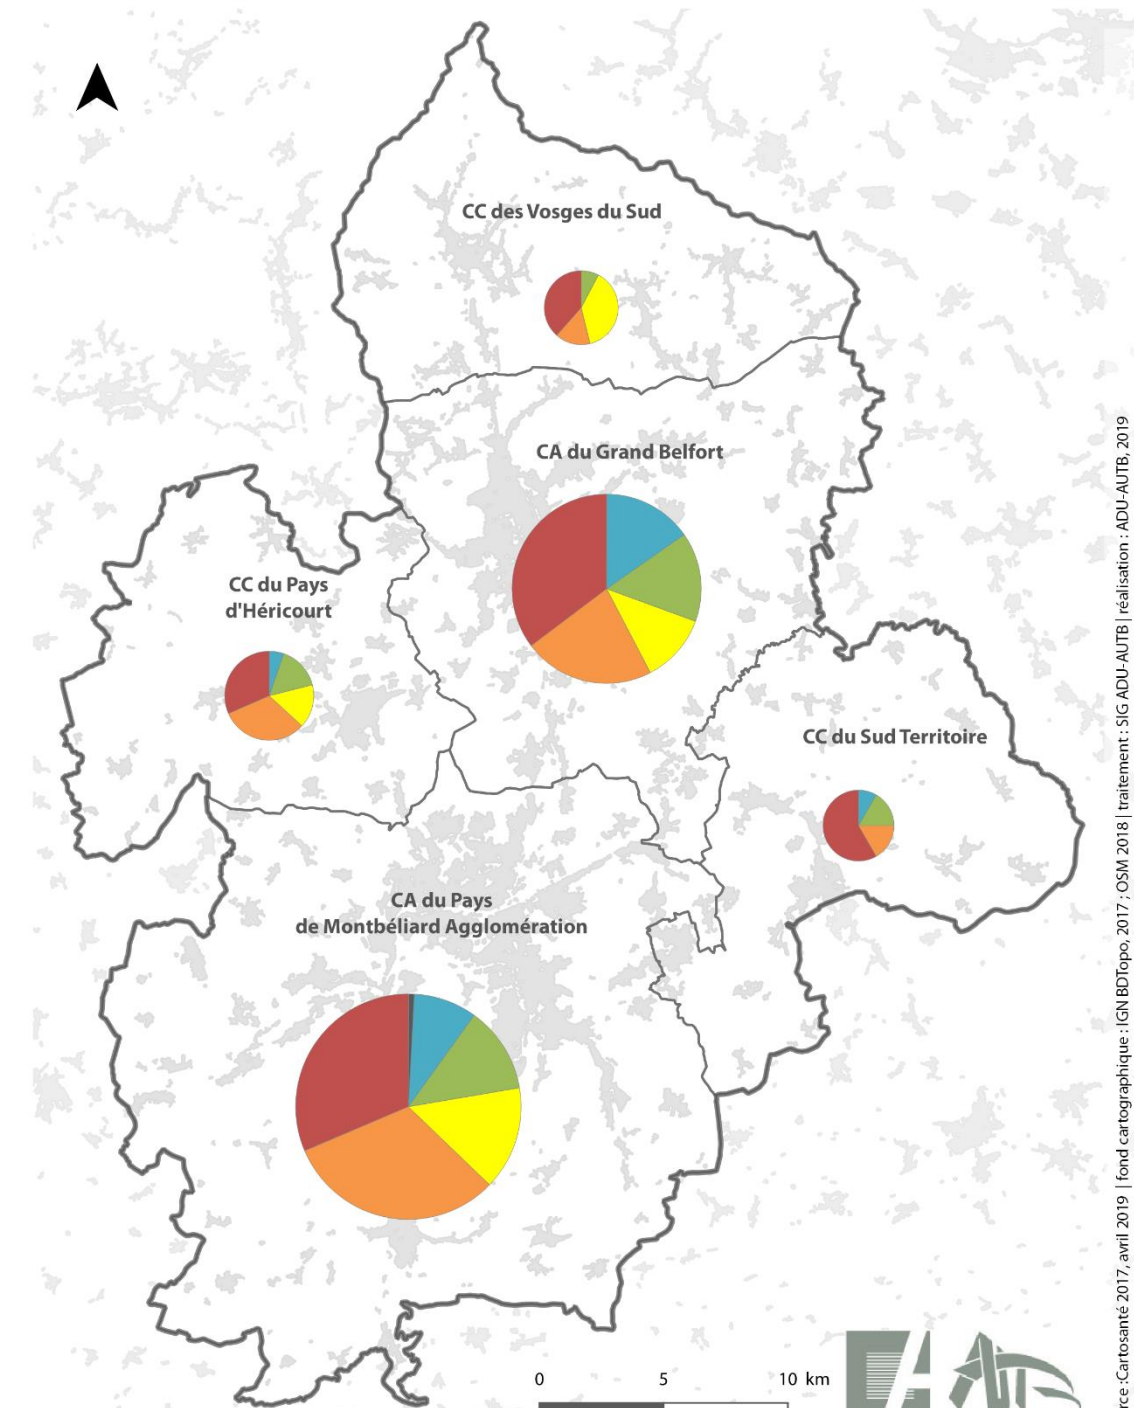 CC des Vosges du Sud
CA du Grand Belfort
CC du Pays
d'Héricourt
CC du Sud Territoire
CA du Pays
de Montbéliard Agglomération
0 5 10 km
rce :Cartosanté 2017, avril 2019 | fond cartographique : IGN BDTopo, 2017 ; OSM 2018 | traitement : SIG ADU-AUTB | réalisation : ADU-AUTB, 2019